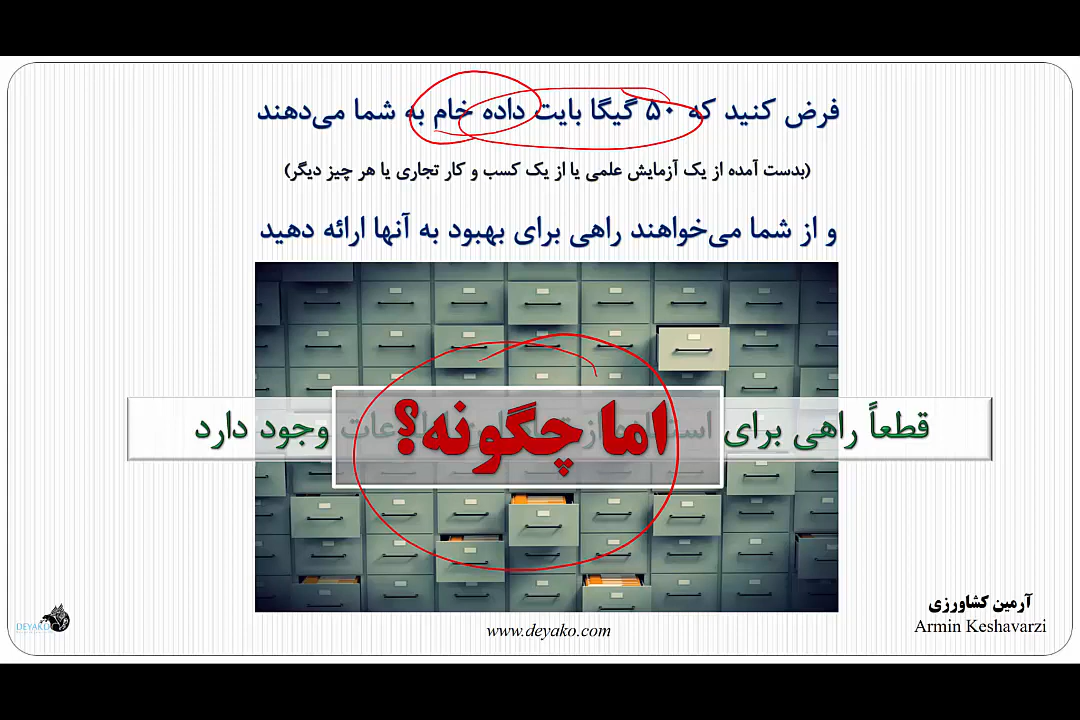 فرض کنید که ۵۰ گیگا بایت داده خام به شما می‌دهند
(بدست آمده از یک آزمایش علمی یا از یک کسب و کار تجاری یا هر چیز دیگر)
و از شما می‌خواهند راهی برای بهبود به آنها ارائه دهید
قطعاً راهی برای وجود دارد
اما چگونه؟
آرمین کشاورزی
Armin Keshavarzi
www.deyako.com
DEYAKO